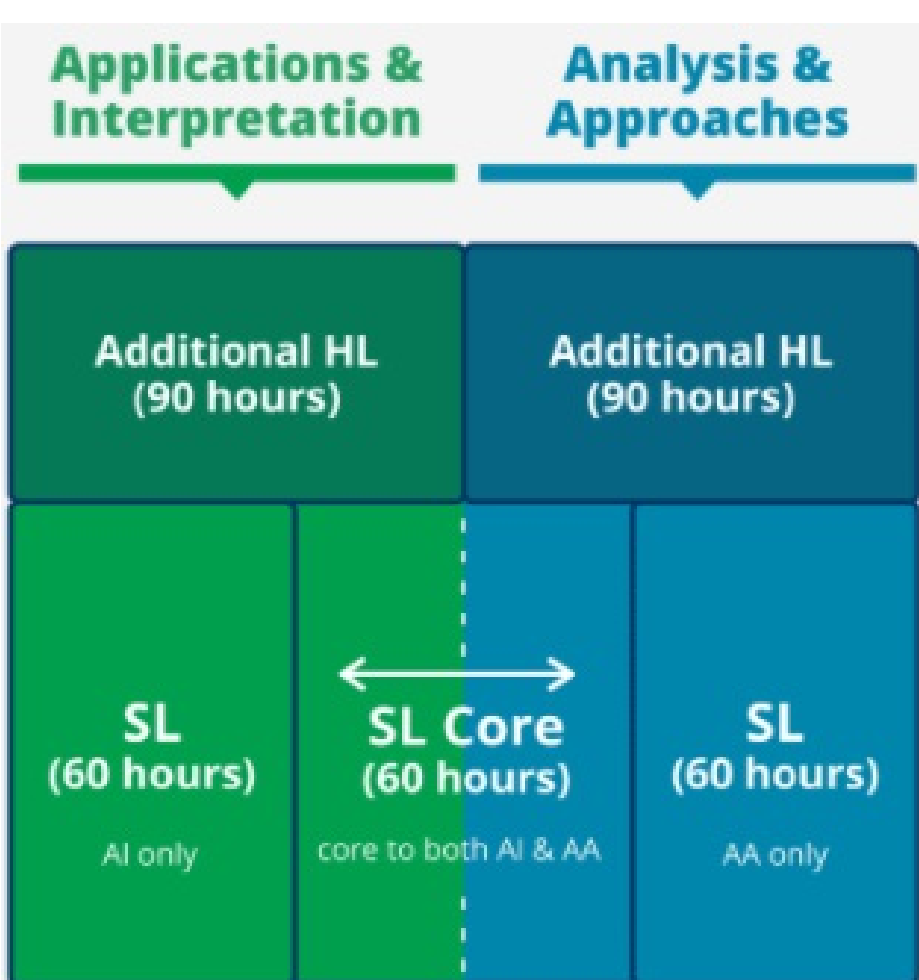 Applications &
Interpretation
Analysis &
Approaches
Additional HL
(90 hours)
Additional HL
(90 hours)
SL
(60 hours)
AI only
SL Core
(60 hours)
core to both AI & AA
SL
(60 hours)
AA only